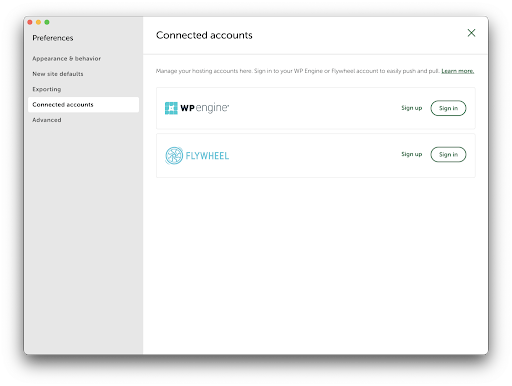 Preferences
Connected accounts
Appearance & behavior
New site defaults
Exporting
Connected accounts
Advanced
Manage your hosting accounts here. Sign in to your WP Engine or Flywheel account to easily push and pull. Learn more.
WPengine®
Sign up
Sign in
FLYWHEEL
Sign up
Sign in